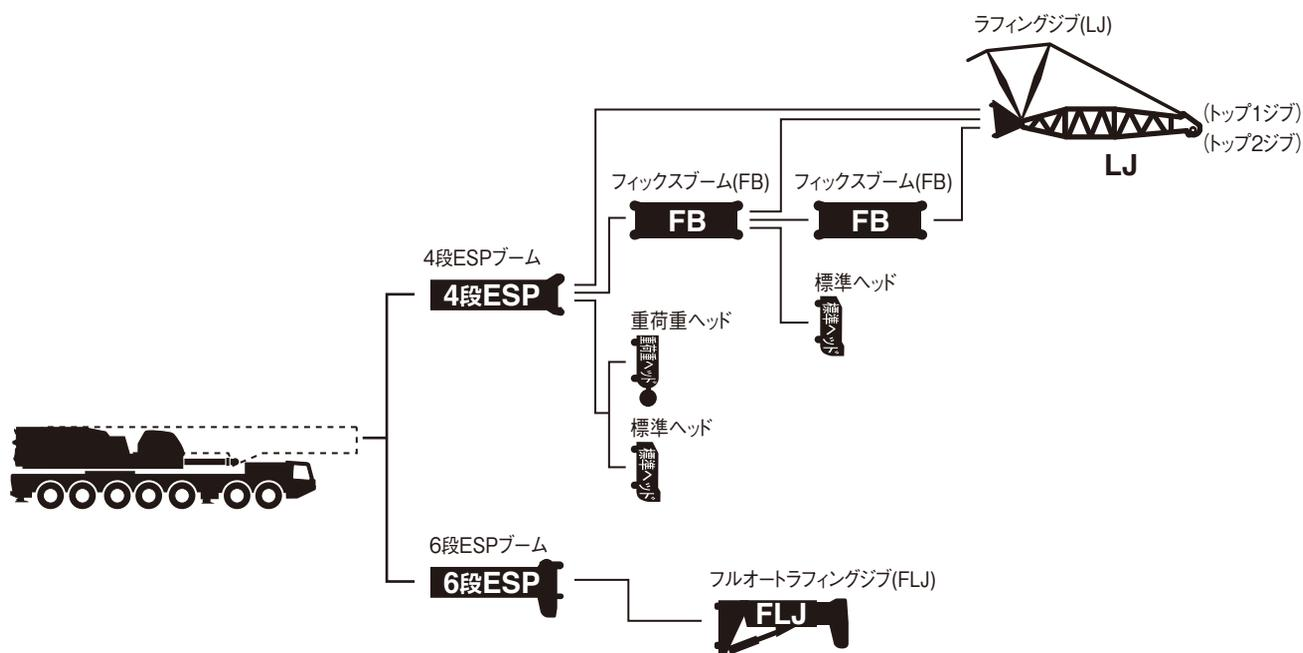 ラフィングジブ(LJ)
(トップ1ジブ)
(トップ2ジブ)
LJ
フィックスブーム(FB)
フィックスブーム(FB)
FB
FB
4段ESPブーム
4段ESP
標準ヘッド
標準ヘッド
重荷重ヘッド
重荷重ヘッド
標準ヘッド
標準ヘッド
6段ESPブーム
6段ESP
フルオートラフィングジブ(FLJ)
FLJ